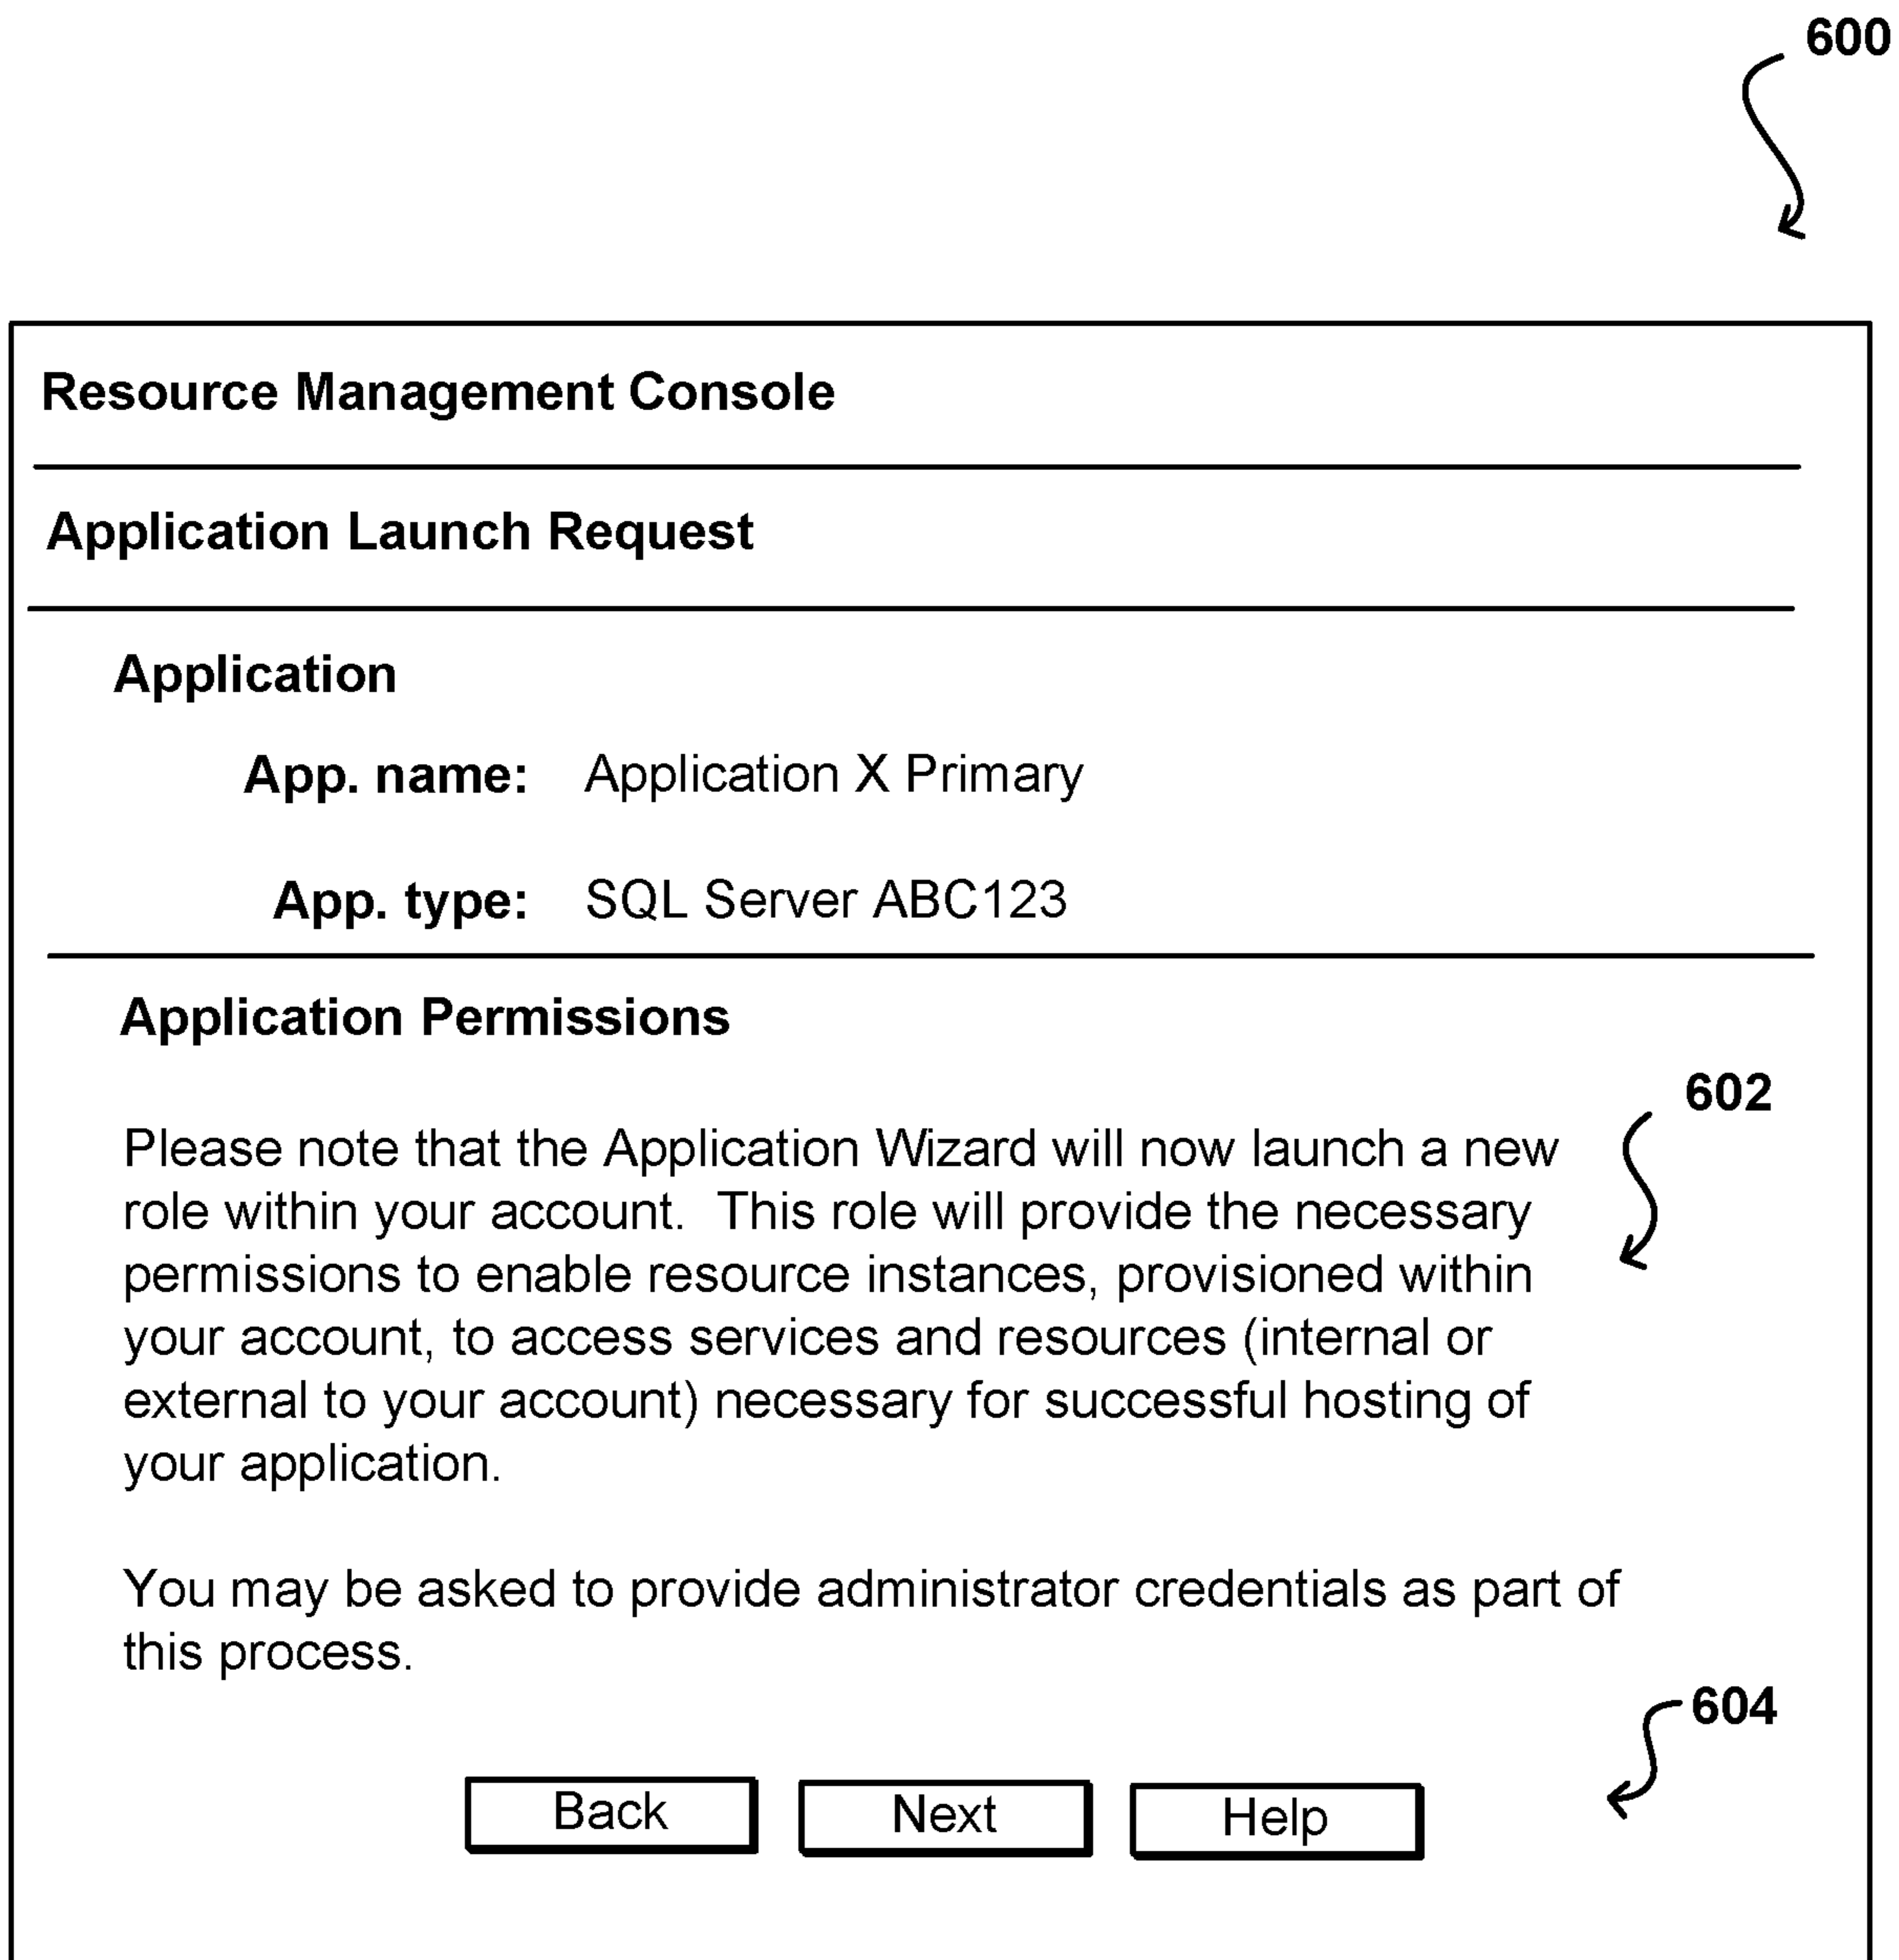 600
Resource Management Console
Application Launch Request
Application
App. name: Application X Primary
App. type: SQL Server ABC123
Application Permissions
602
Please note that the Application Wizard will now launch a new
role within your account. This role will provide the necessary
permissions to enable resource instances, provisioned within
your account, to access services and resources (internal or
external to your account) necessary for successful hosting of
your application.
You may be asked to provide administrator credentials as part of
this process.
604
Back Next Help